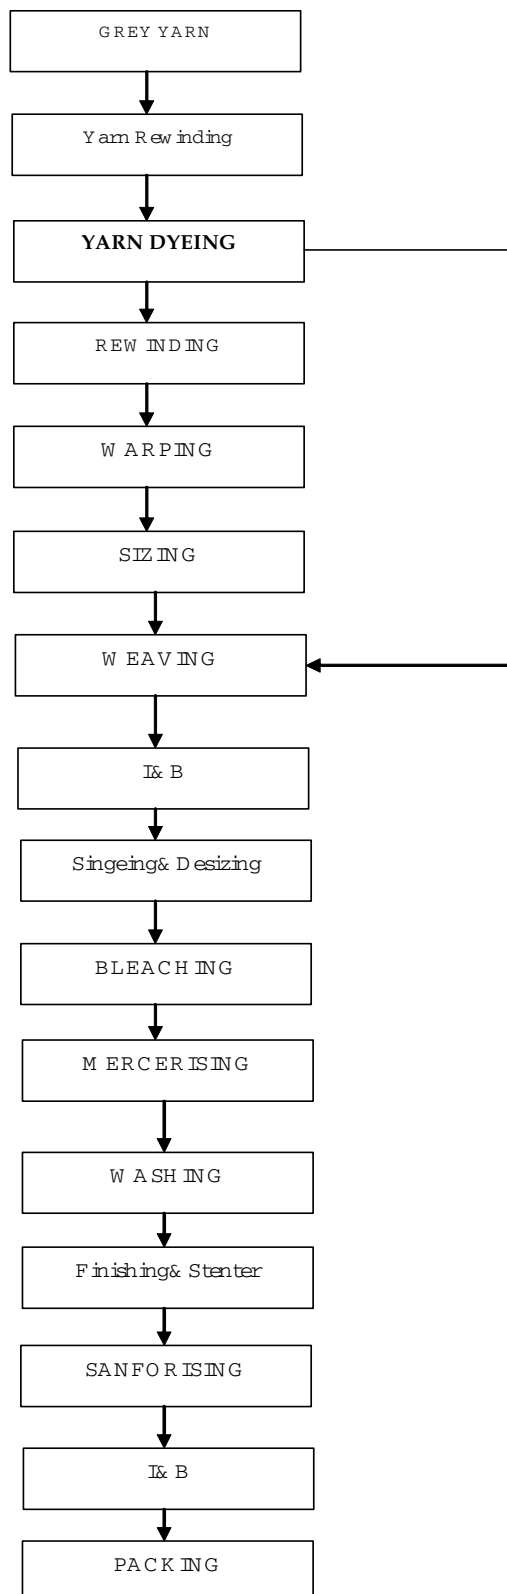 GREY YARN
Yarn Rewinding
YARN DYEING
REWINDING
WARPING
SIZING
WEAVING
I&B
Singeing& Desizing
BLEACHING
MERCERISING
WASHING
Finishing& Stenter
SANFORISING
I&B
PACKING